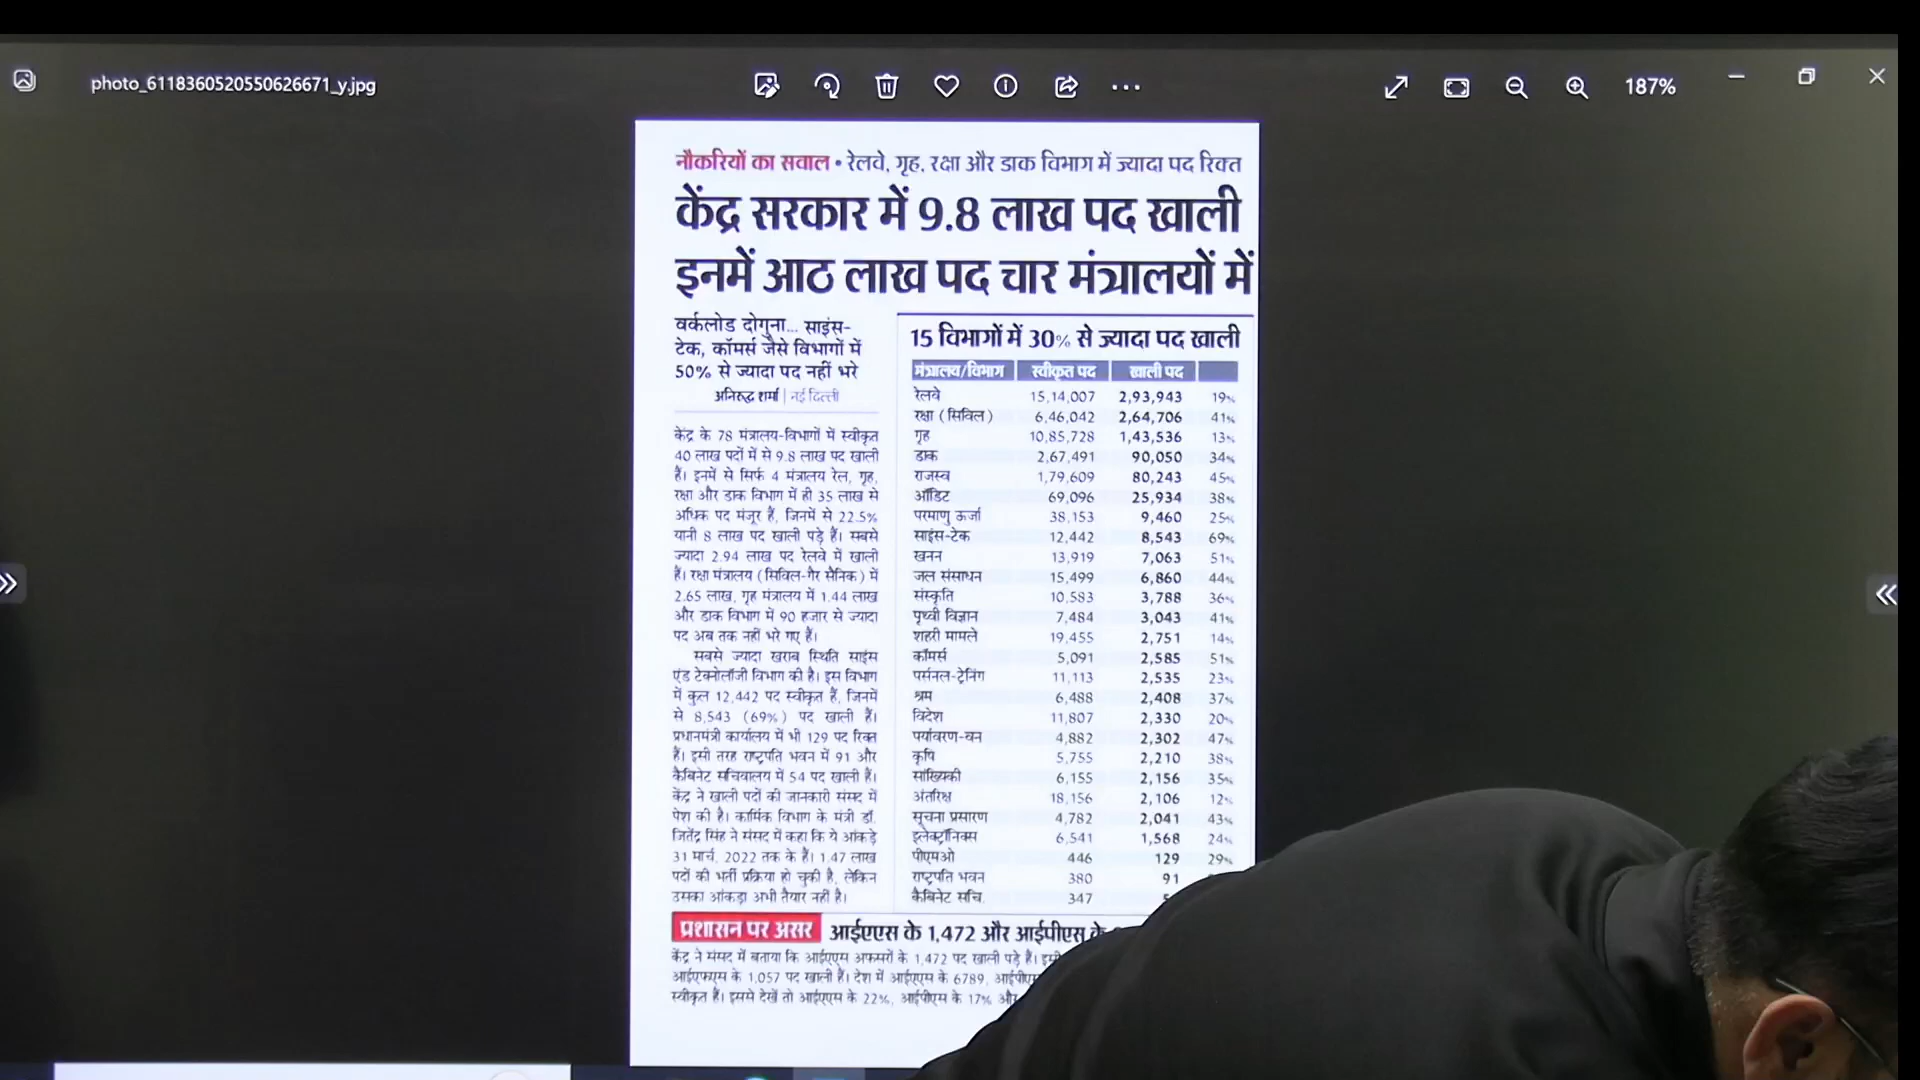 photo_6118360520550626671_y.jpg
187%
नौकरियों का सवाल • रेलवे, गृह, रक्षा और डाक विभाग में ज्यादा पद रिक्त
केंद्र सरकार में 9.8 लाख पद खाली
इनमें आठ लाख पद चार मंत्रालयों में
वर्कलोड दोगुना... साइंस-
टेक, कॉमर्स जैसे विभागों में
50% से ज्यादा पद नहीं भरे
अनिरुद्ध शर्मा | नई दिल्ली
केंद्र के 78 मंत्रालय-विभागों में स्वीकृत
40 लाख पदों में से 9.8 लाख पद खाली
हैं। इनमें से सिर्फ 4 मंत्रालय रेल, गृह,
रक्षा और डाक विभाग में ही 35 लाख से
अधिक पद मंजूर हैं, जिनमें से 22.5%
यानी 8 लाख पद खाली पड़े हैं। सबसे
ज्यादा 2.94 लाख पद रेलवे में खाली
हैं। रक्षा मंत्रालय (सिविल-गैर सैनिक) में
2.65 लाख, गृह मंत्रालय में 1.44 लाख
और डाक विभाग में 90 हजार से ज्यादा
पद अब तक नहीं भरे गए हैं।
सबसे ज्यादा खराब स्थिति साइंस
एंड टेक्नोलॉजी विभाग की है। इस विभाग
में कुल 12,442 पद स्वीकृत हैं, जिनमें
से 8,543 (69%) पद खाली हैं।
प्रधानमंत्री कार्यालय में भी 129 पद रिक्त
हैं। इसी तरह राष्ट्रपति भवन में 91 और
कैबिनेट सचिवालय में 54 पद खाली हैं।
केंद्र ने खाली पदों की जानकारी संसद में
पेश की है। कार्मिक विभाग के मंत्री डॉ.
जितेंद्र सिंह ने संसद में कहा कि ये आंकड़े
31 मार्च, 2022 तक के हैं। 1.47 लाख
पदों की भर्ती प्रक्रिया हो चुकी है, लेकिन
उसका आंकड़ा अभी तैयार नहीं है।
15 विभागों में 30% से ज्यादा पद खाली
मंत्रालय/विभाग स्वीकृत पद खाली पद
रेलवे 15,14,007 2,93,943 19%
रक्षा (सिविल) 6,46,042 2,64,706 41%
गृह 10,85,728 1,43,536 13%
डाक 2,67,491 90,050 34%
राजस्व 1,79,609 80,243 45%
ऑडिट 69,096 25,934 38%
परमाणु ऊर्जा 38,153 9,460 25%
साइंस-टेक 12,442 8,543 69%
खनन 13,919 7,063 51%
जल संसाधन 15,499 6,860 44%
संस्कृति 10,583 3,788 36%
पृथ्वी विज्ञान 7,484 3,043 41%
शहरी मामले 19,455 2,751 14%
कॉमर्स 5,091 2,585 51%
पर्सनल-ट्रेनिंग 11,113 2,535 23%
श्रम 6,488 2,408 37%
विदेश 11,807 2,330 20%
पर्यावरण-वन 4,882 2,302 47%
कृषि 5,755 2,210 38%
सांख्यिकी 6,155 2,156 35%
अंतरिक्ष 18,156 2,106 12%
सूचना प्रसारण 4,782 2,041 43%
इलेक्ट्रॉनिक्स 6,541 1,568 24%
पीएमओ 446 129 29%
राष्ट्रपति भवन 380 91
कैबिनेट सचि. 347
प्रशासन पर असर आईएएस के 1,472 और आईपीएस के
केंद्र ने संसद में बताया कि आईएएस अफसरों के 1,472 पद खाली पड़े हैं। इसी
आईएफएस के 1,057 पद खाली हैं। देश में आईएएस के 6789,
स्वीकृत हैं। इससे देखें तो आईएएस के 22%, आईपीएस के 17% और